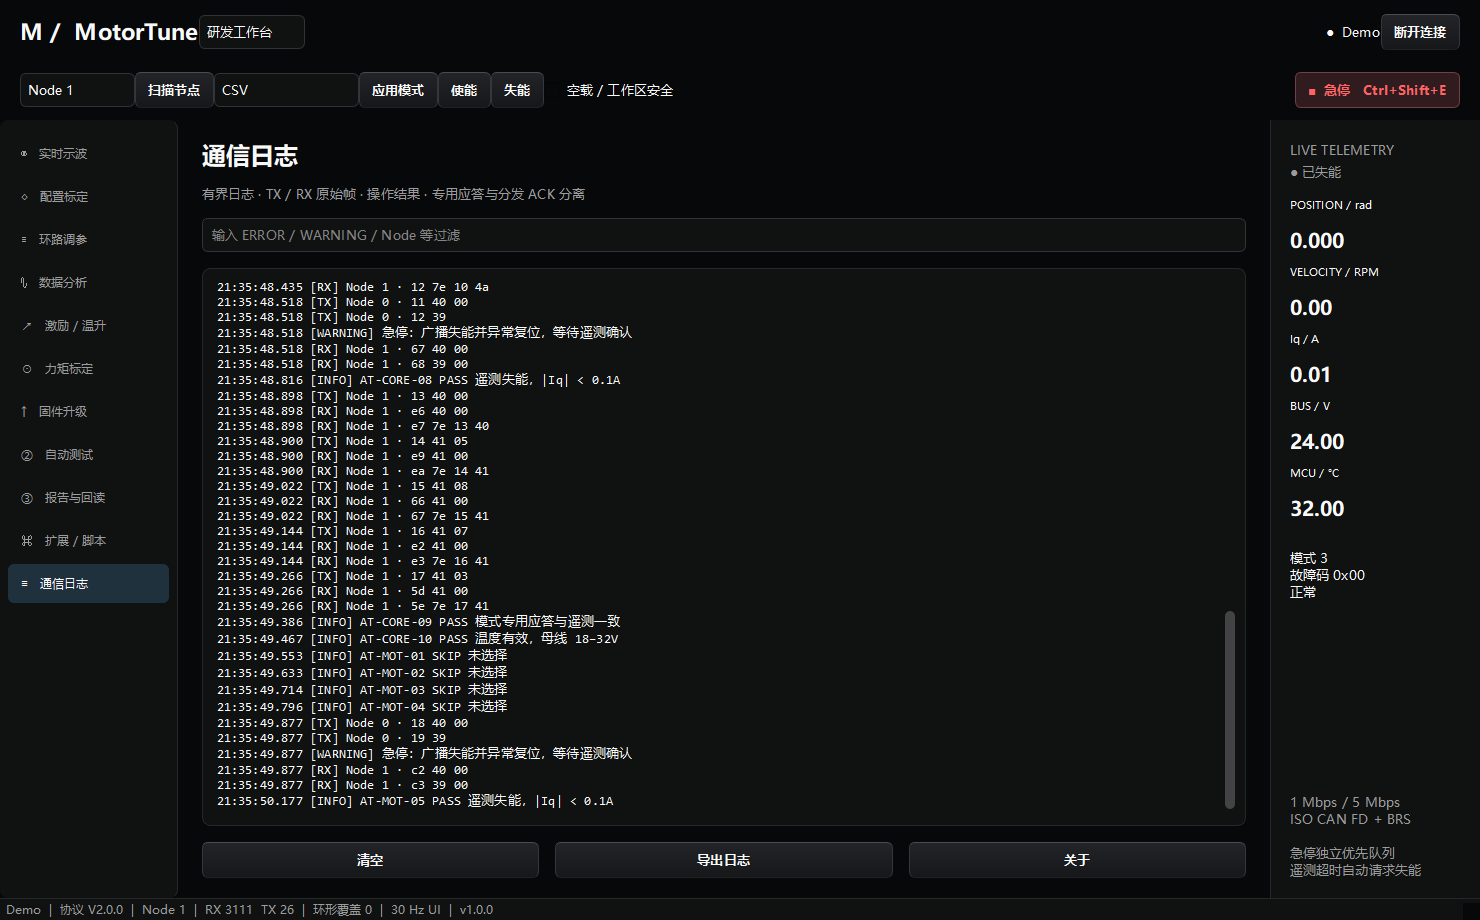 M / MotorTune 研发工作台 ● Demo 断开连接
Node 1 扫描节点 CSV 应用模式 使能 失能 空载 / 工作区安全 ■ 急停 Ctrl+Shift+E
实时示波
配置标定
环路调参
数据分析
激励 / 温升
力矩标定
固件升级
② 自动测试
③ 报告与回读
⌘ 扩展 / 脚本
≡ 通信日志
通信日志
有界日志 · TX / RX 原始帧 · 操作结果 · 专用应答与分发 ACK 分离
输入 ERROR / WARNING / Node 等过滤
21:35:48.435 [RX] Node 1 · 12 7e 10 4a
21:35:48.518 [TX] Node 0 · 11 40 00
21:35:48.518 [TX] Node 0 · 12 39
21:35:48.518 [WARNING] 急停：广播失能并异常复位，等待遥测确认
21:35:48.518 [RX] Node 1 · 67 40 00
21:35:48.518 [RX] Node 1 · 68 39 00
21:35:48.816 [INFO] AT-CORE-08 PASS 遥测失能，|Iq| < 0.1A
21:35:48.898 [TX] Node 1 · 13 40 00
21:35:48.898 [RX] Node 1 · e6 40 00
21:35:48.898 [RX] Node 1 · e7 7e 13 40
21:35:48.900 [TX] Node 1 · 14 41 05
21:35:48.900 [RX] Node 1 · e9 41 00
21:35:48.900 [RX] Node 1 · ea 7e 14 41
21:35:49.022 [TX] Node 1 · 15 41 08
21:35:49.022 [RX] Node 1 · 66 41 00
21:35:49.022 [RX] Node 1 · 67 7e 15 41
21:35:49.144 [TX] Node 1 · 16 41 07
21:35:49.144 [RX] Node 1 · e2 41 00
21:35:49.144 [RX] Node 1 · e3 7e 16 41
21:35:49.266 [TX] Node 1 · 17 41 03
21:35:49.266 [RX] Node 1 · 5d 41 00
21:35:49.266 [RX] Node 1 · 5e 7e 17 41
21:35:49.386 [INFO] AT-CORE-09 PASS 模式专用应答与遥测一致
21:35:49.467 [INFO] AT-CORE-10 PASS 温度有效，母线 18–32V
21:35:49.553 [INFO] AT-MOT-01 SKIP 未选择
21:35:49.633 [INFO] AT-MOT-02 SKIP 未选择
21:35:49.714 [INFO] AT-MOT-03 SKIP 未选择
21:35:49.796 [INFO] AT-MOT-04 SKIP 未选择
21:35:49.877 [TX] Node 0 · 18 40 00
21:35:49.877 [TX] Node 0 · 19 39
21:35:49.877 [WARNING] 急停：广播失能并异常复位，等待遥测确认
21:35:49.877 [RX] Node 1 · c2 40 00
21:35:49.877 [RX] Node 1 · c3 39 00
21:35:50.177 [INFO] AT-MOT-05 PASS 遥测失能，|Iq| < 0.1A
清空 导出日志 关于
LIVE TELEMETRY
● 已失能
POSITION / rad
0.000
VELOCITY / RPM
0.00
Iq / A
0.01
BUS / V
24.00
MCU / °C
32.00
模式 3
故障码 0x00
正常
1 Mbps / 5 Mbps
ISO CAN FD + BRS
急停独立优先队列
遥测超时自动请求失能
Demo | 协议 V2.0.0 | Node 1 | RX 3111 TX 26 | 环形覆盖 0 | 30 Hz UI | v1.0.0